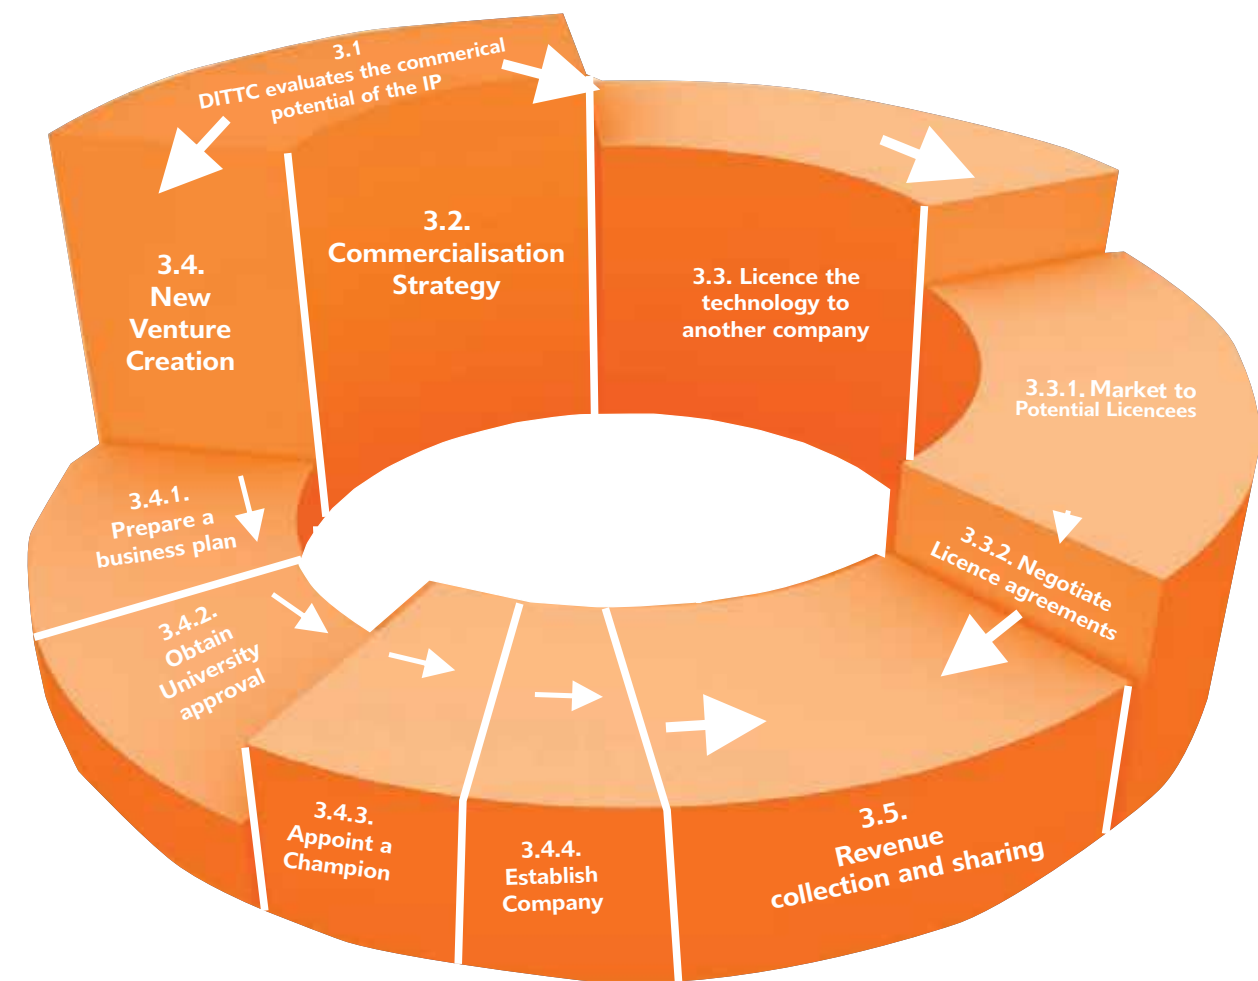 3.1
DITTC evaluates the commerical
potential of the IP
3.2.
Commercialisation
Strategy
3.3. Licence the
technology to
another company
3.3.1. Market to
Potential Licencees
3.3.2. Negotiate
Licence agreements
3.4.
New
Venture
Creation
3.4.1.
Prepare a
business plan
3.4.2.
Obtain
University
approval
3.4.3.
Appoint a
Champion
3.4.4.
Establish
Company
3.5.
Revenue
collection and sharing